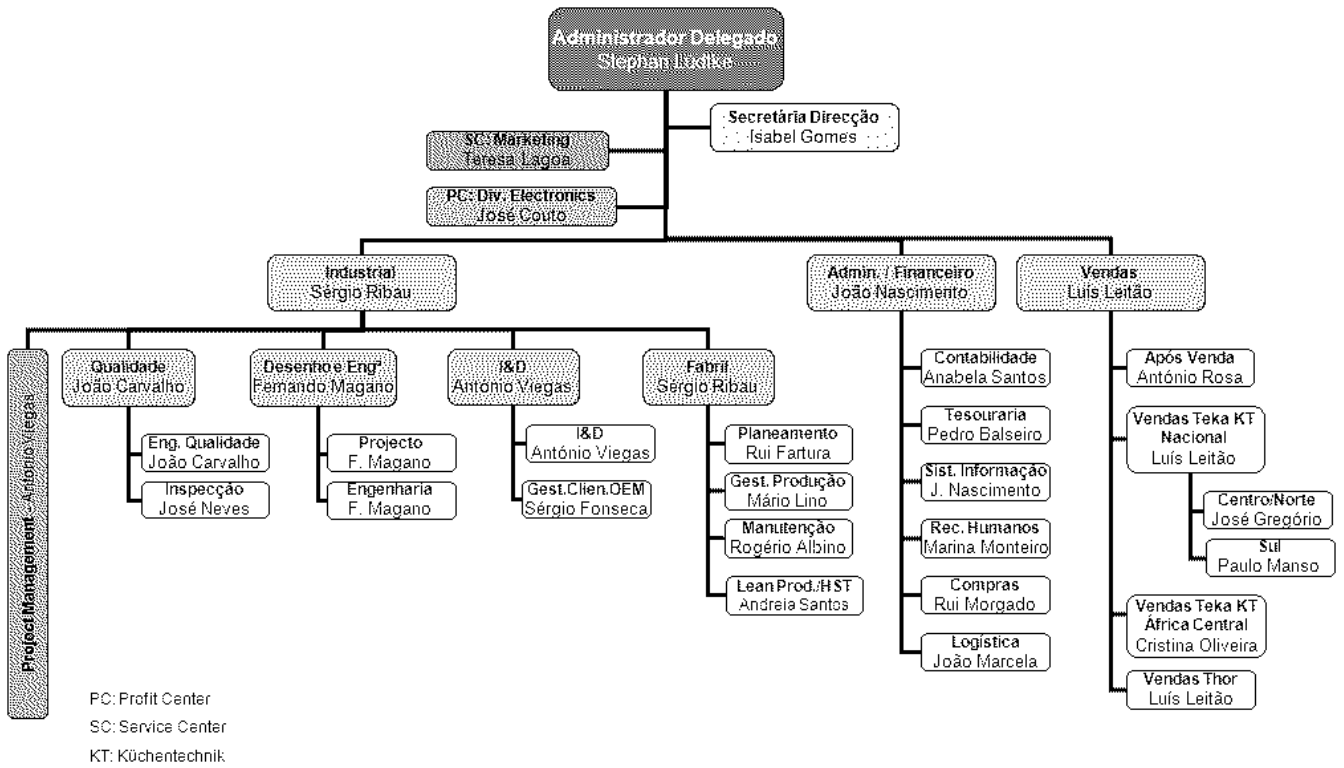 Administrador Delegado
Stephan Ludike
Secretária Direcção
Isabel Gomes
SC: Marketing
Teresa Lagoa
PC: Div. Electronics
José Couto
Industrial
Sérgio Ribau
Admin. / Financeiro
João Nascimento
Vendas
Luís Leitão
Project Management - António Viegas
Qualidade
João Carvalho
Eng. Qualidade
João Carvalho
Inspecção
José Neves
Desenho e Engª
Fernando Magano
Projecto
F. Magano
Engenharia
F. Magano
I&D
António Viegas
I&D
António Viegas
Gest.Clien.OEM
Sérgio Fonseca
Fabril
Sérgio Ribau
Planeamento
Rui Fartura
Gest. Produção
Mário Lino
Manutenção
Rogério Albino
Lean Prod./HST
Andreia Santos
Contabilidade
Anabela Santos
Tesouraria
Pedro Balseiro
Sist. Informação
J. Nascimento
Rec. Humanos
Marina Monteiro
Compras
Rui Morgado
Logística
João Marcela
Após Venda
António Rosa
Vendas Teka KT
Nacional
Luís Leitão
Centro/Norte
José Gregório
Sul
Paulo Manso
Vendas Teka KT
África Central
Cristina Oliveira
Vendas Thor
Luís Leitão
PC: Profit Center
SC: Service Center
KT: Küchentechnik